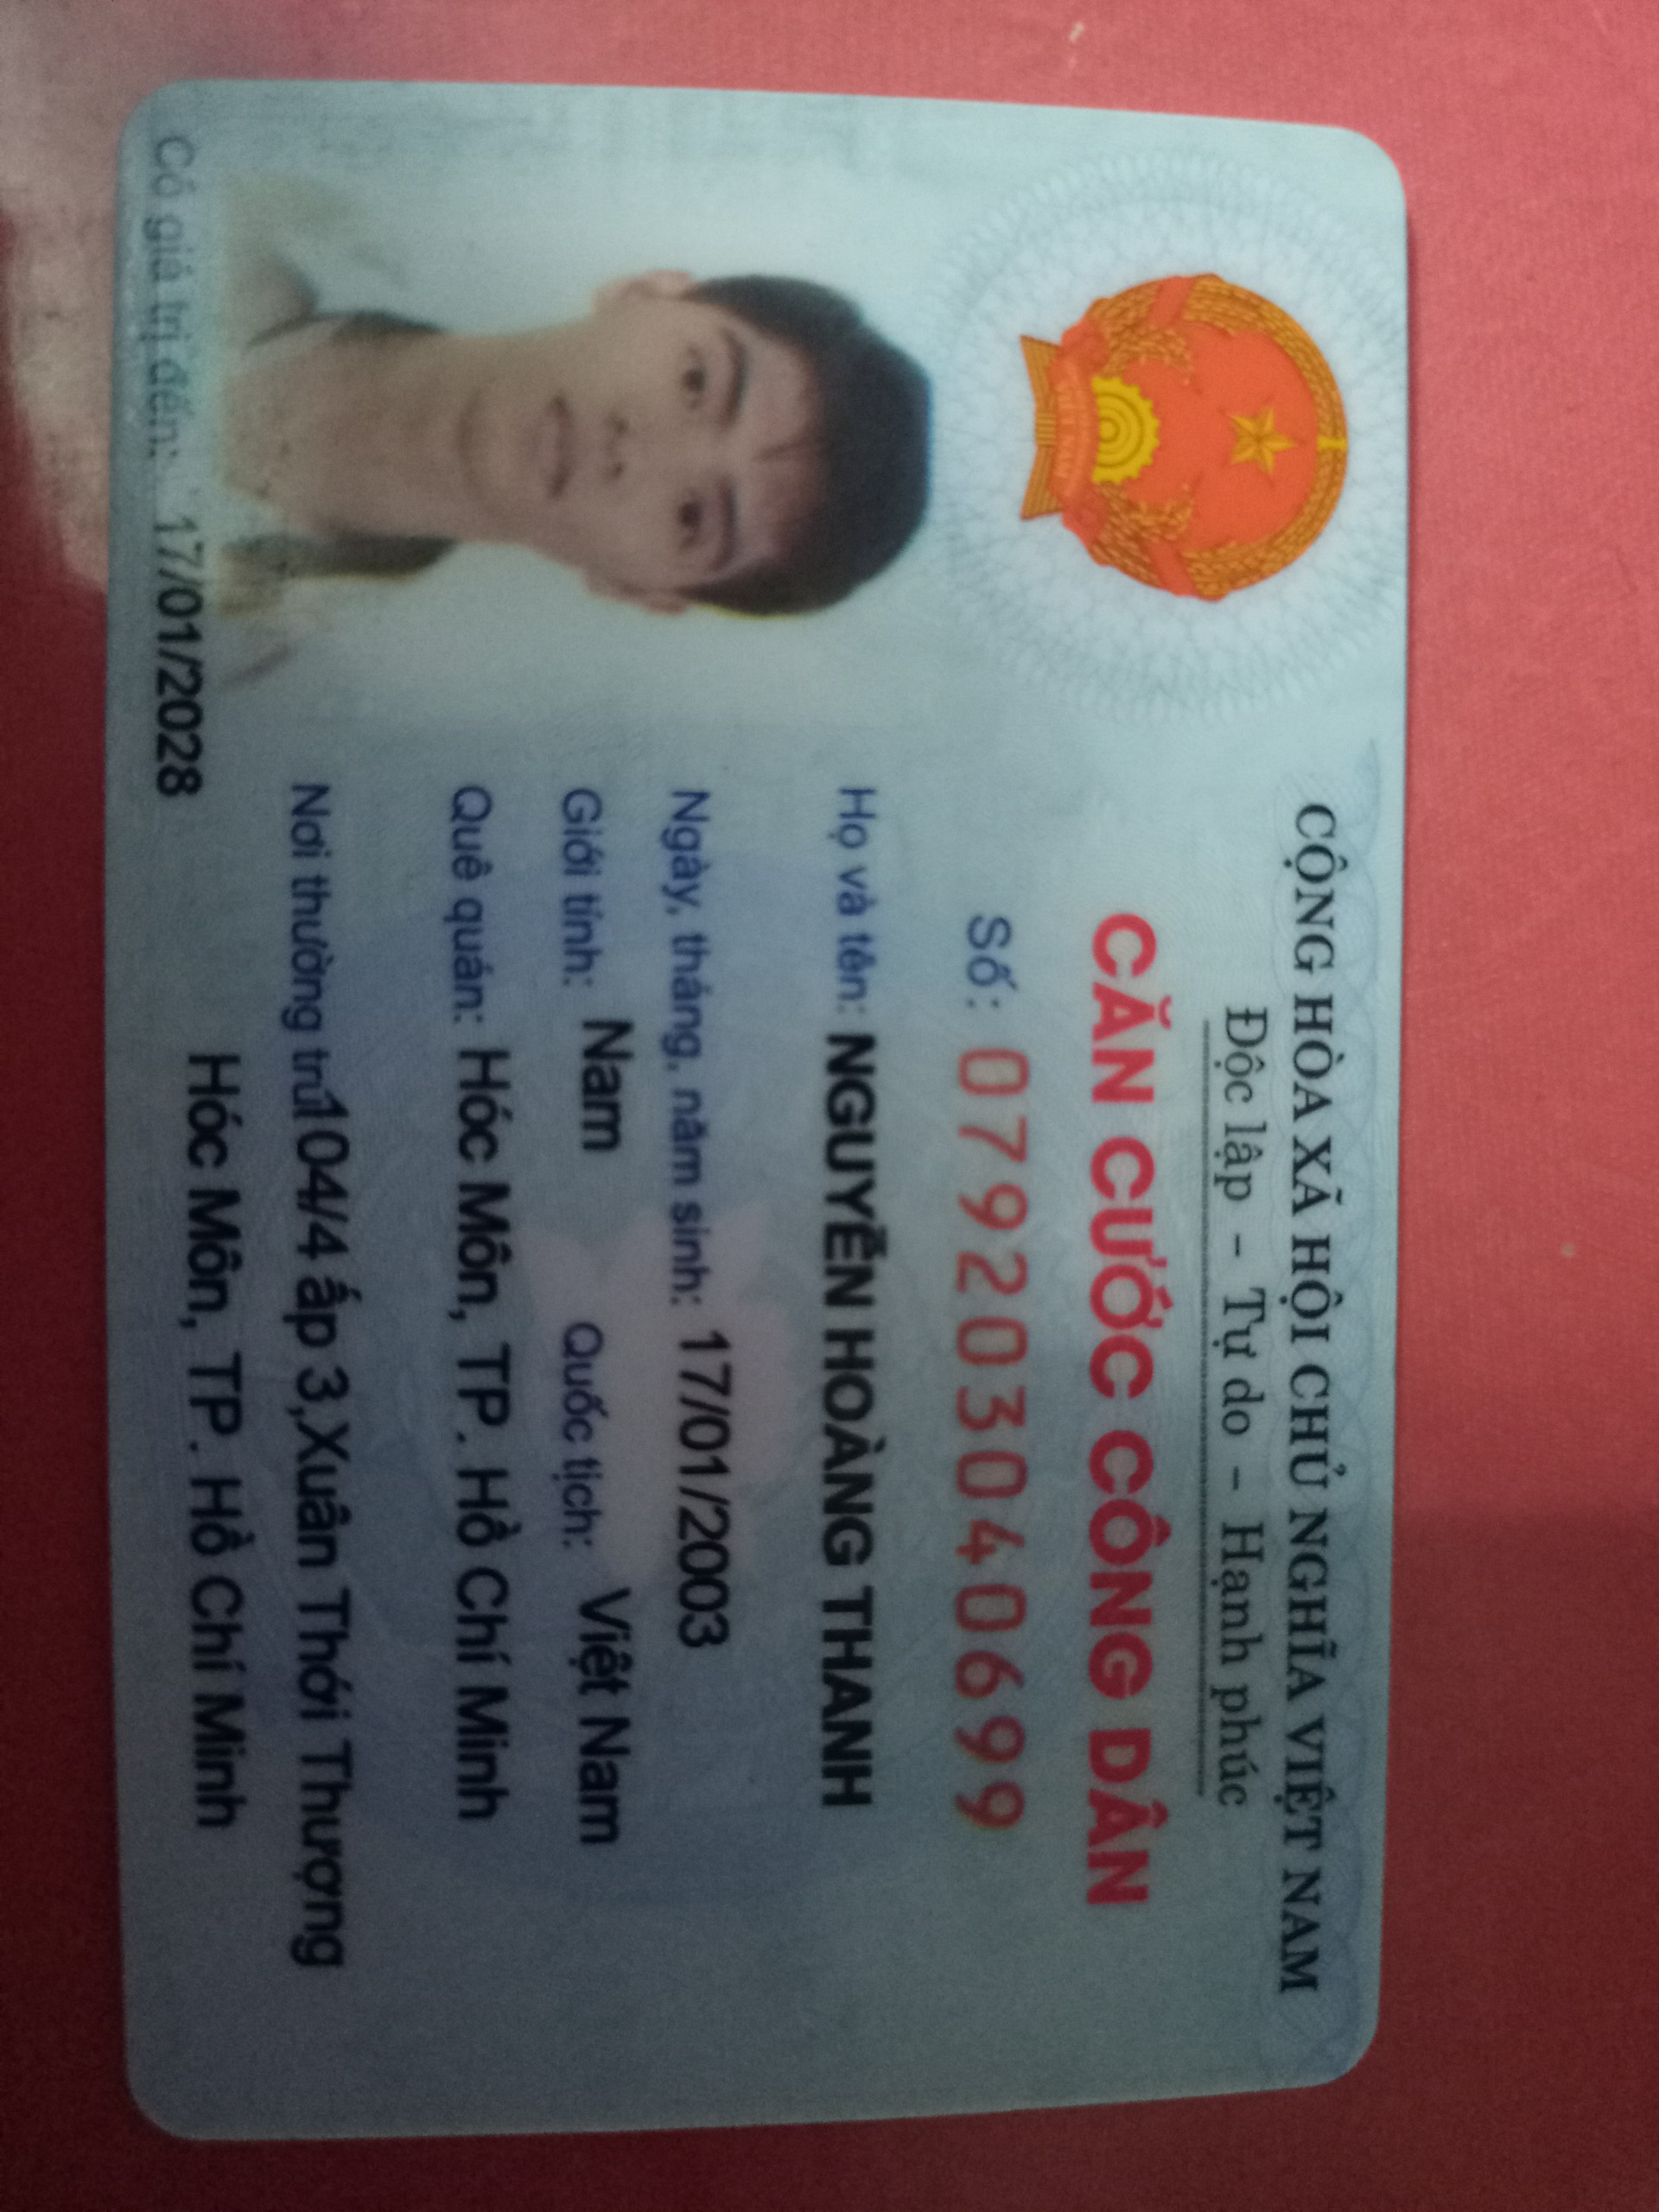 CỘNG HÒA XÃ HỘI CHỦ NGHĨA VIỆT NAM
Độc lập - Tự do - Hạnh phúc
CĂN CƯỚC CÔNG DÂN
Số: 079203040699
Họ và tên: NGUYỄN HOÀNG THANH
Ngày, tháng, năm sinh: 17/01/2003
Giới tính: Nam Quốc tịch: Việt Nam
Quê quán: Hóc Môn, TP. Hồ Chí Minh
Nơi thường trú: 104/4 ấp 3,Xuân Thới Thượng
Hóc Môn, TP. Hồ Chí Minh
Có giá trị đến: 17/01/2028